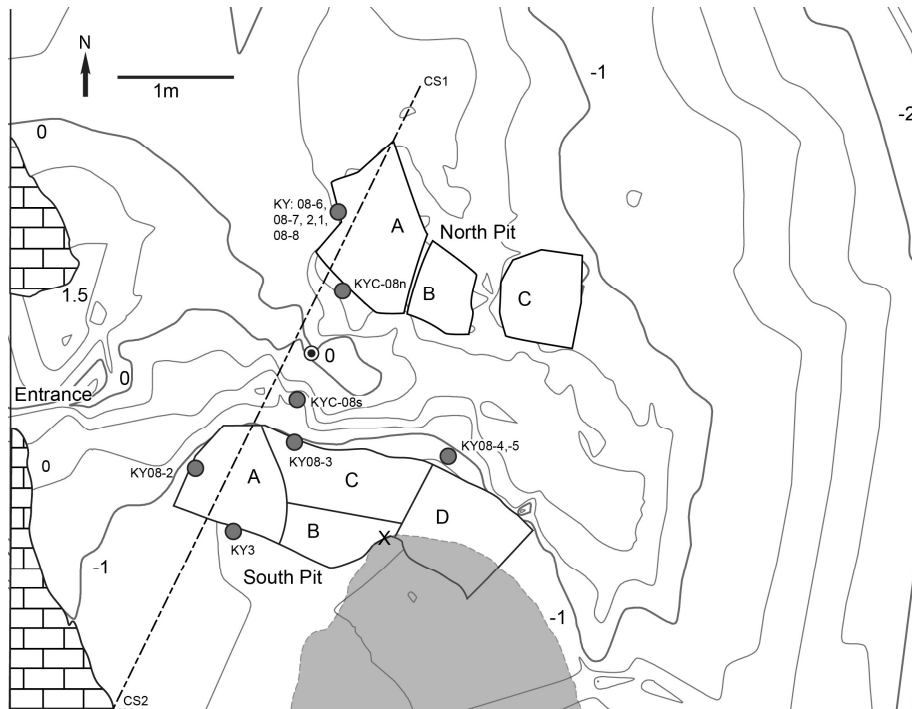 N
1m
CS1
-1
-2
0
KY: 08-6,
08-7, 2,1,
08-8
A
North Pit
KYC-08n
B
C
1.5
0
0
Entrance
KYC-08s
0
KY08-2
A
KY08-3
C
KY08-4,-5
D
B
X
KY3
South Pit
-1
-1
CS2